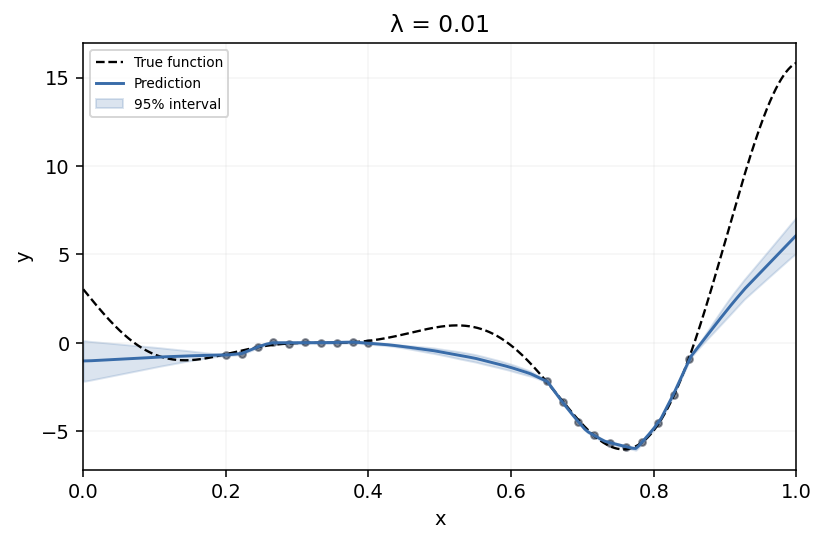 λ = 0.01
True function
Prediction
95% interval
15
10
5
0
−5
y
0.0 0.2 0.4 0.6 0.8 1.0
x